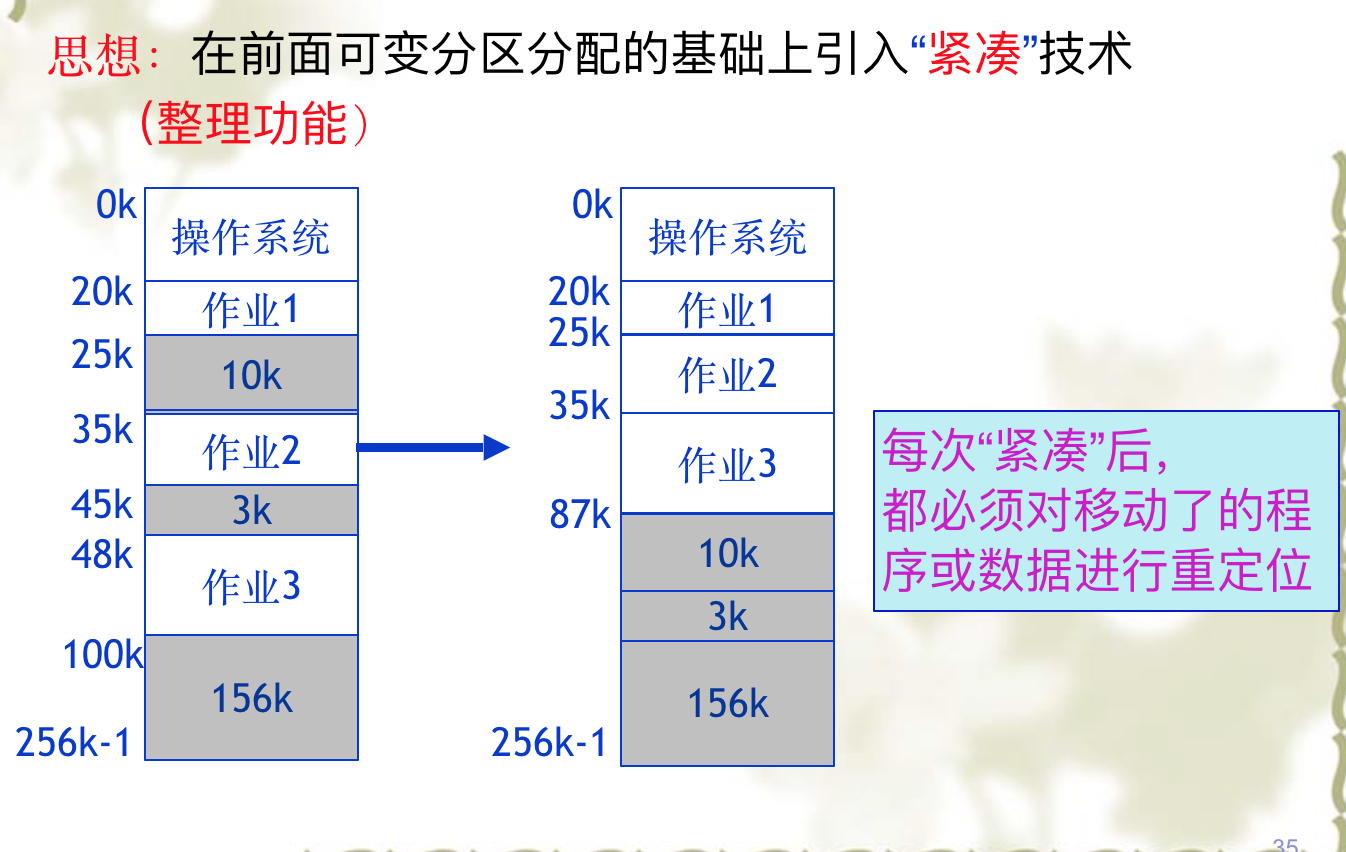 思想：在前面可变分区分配的基础上引入“紧凑”技术
(整理功能）
0k
操作系统
20k
作业1
25k
10k
35k
作业2
45k
3k
48k
作业3
100k
156k
256k-1
0k
操作系统
20k
作业1
25k
作业2
35k
作业3
87k
10k
3k
156k
256k-1
每次“紧凑”后，
都必须对移动了的程
序或数据进行重定位
35